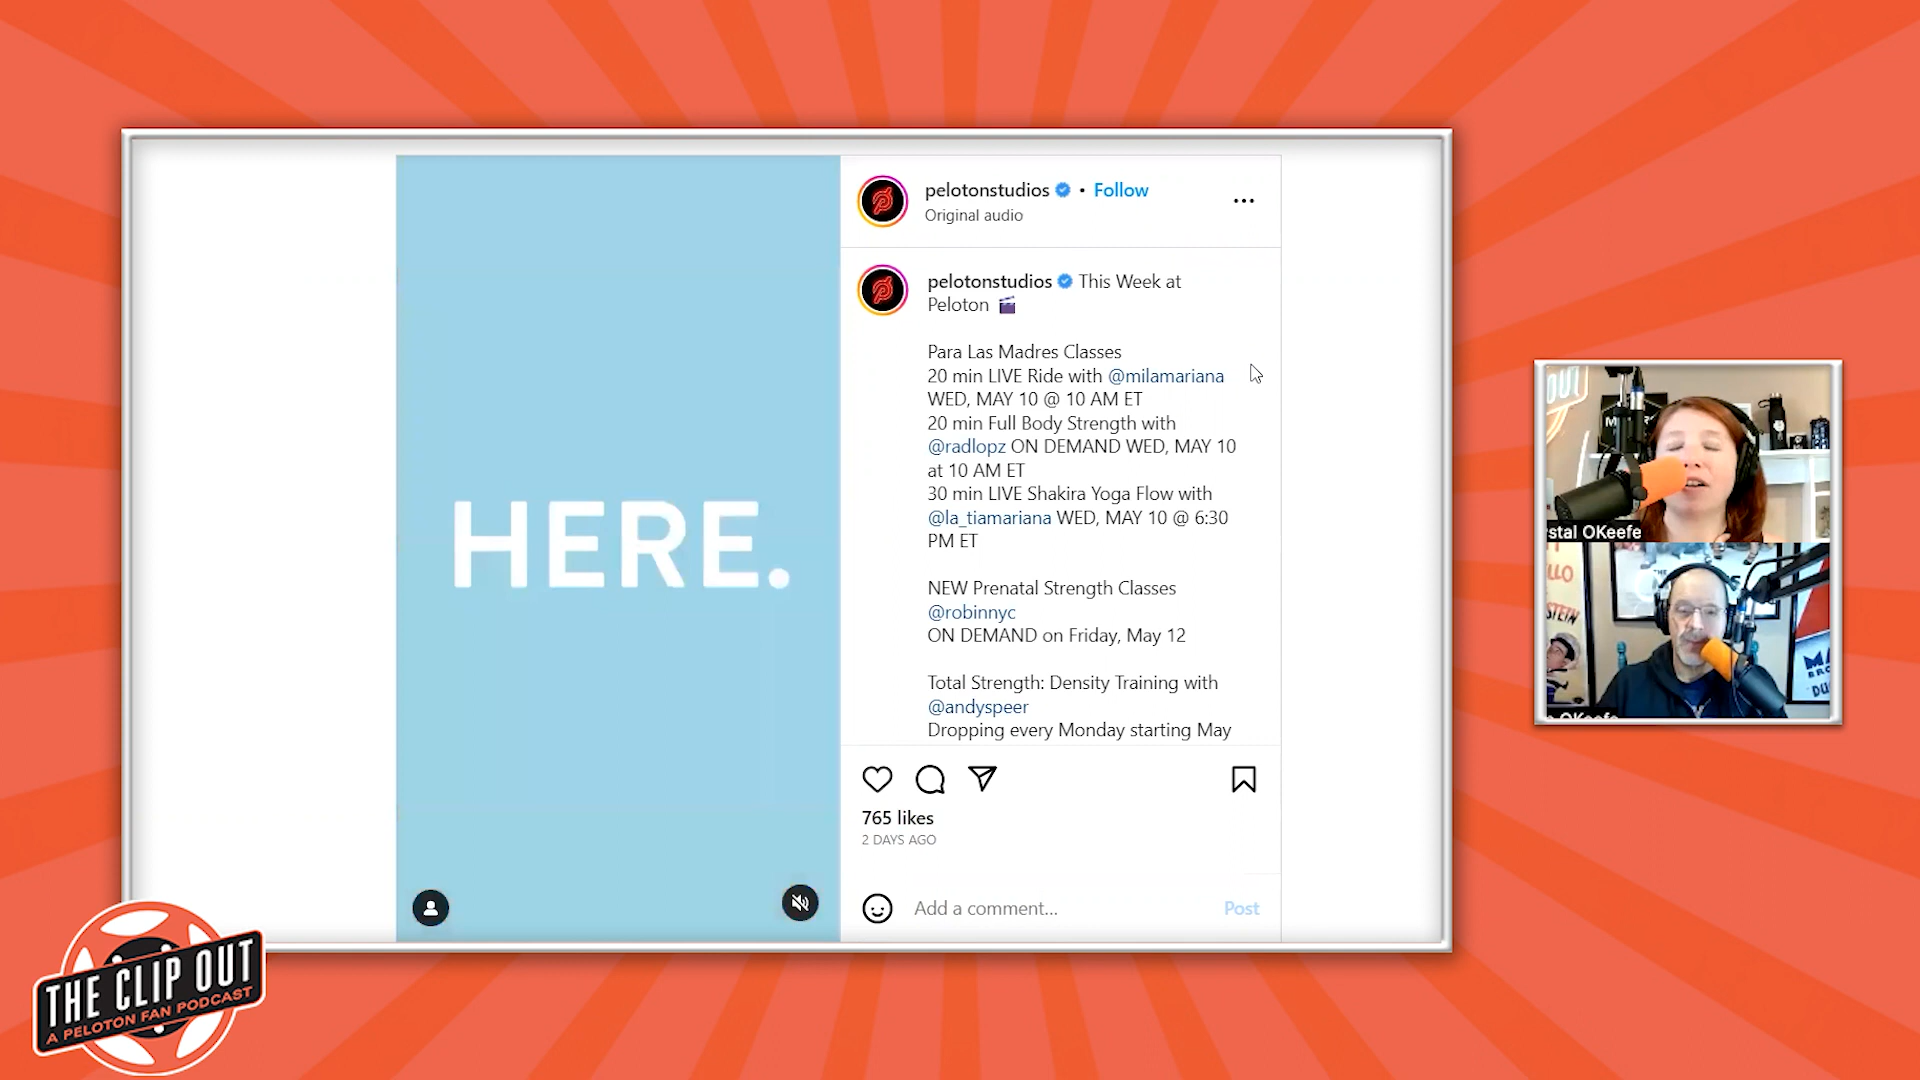 HERE.
pelotonstudios • Follow
Original audio
...
pelotonstudios This Week at
Peloton
Para Las Madres Classes
20 min LIVE Ride with @milamariana
WED, MAY 10 @ 10 AM ET
20 min Full Body Strength with
@radlopz ON DEMAND WED, MAY 10
at 10 AM ET
30 min LIVE Shakira Yoga Flow with
@la_tiamariana WED, MAY 10 @ 6:30
PM ET
NEW Prenatal Strength Classes
@robinnyc
ON DEMAND on Friday, May 12
Total Strength: Density Training with
@andyspeer
Dropping every Monday starting May
765 likes
2 DAYS AGO
Add a comment... Post
stal OKeefe
THE CLIP OUT
A PELOTON FAN PODCAST